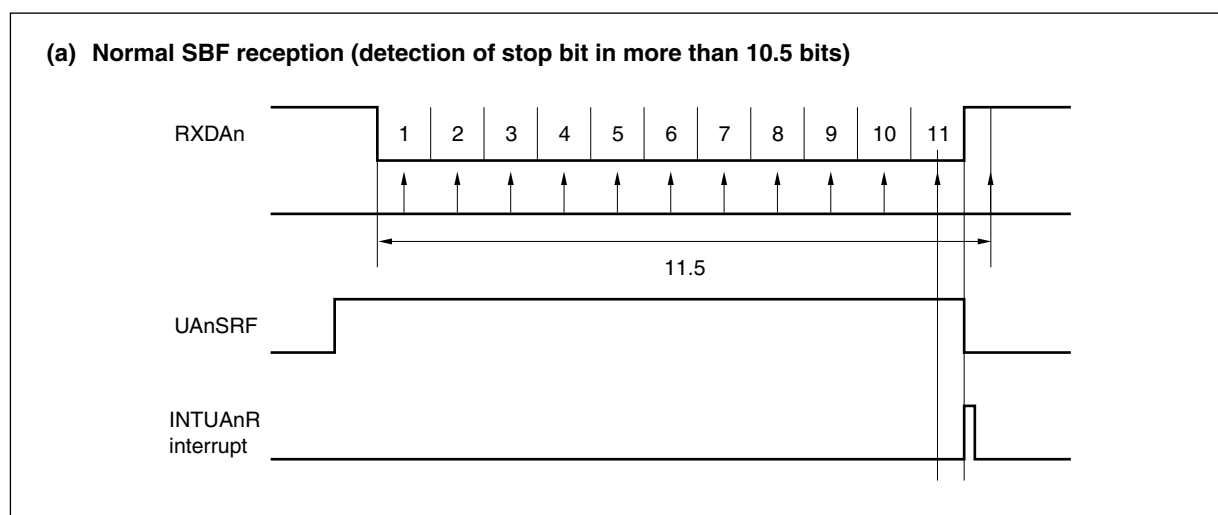 (a) Normal SBF reception (detection of stop bit in more than 10.5 bits)
RXDAn
1 2 3 4 5 6 7 8 9 10 11
11.5
UAnSRF
INTUAnR
interrupt